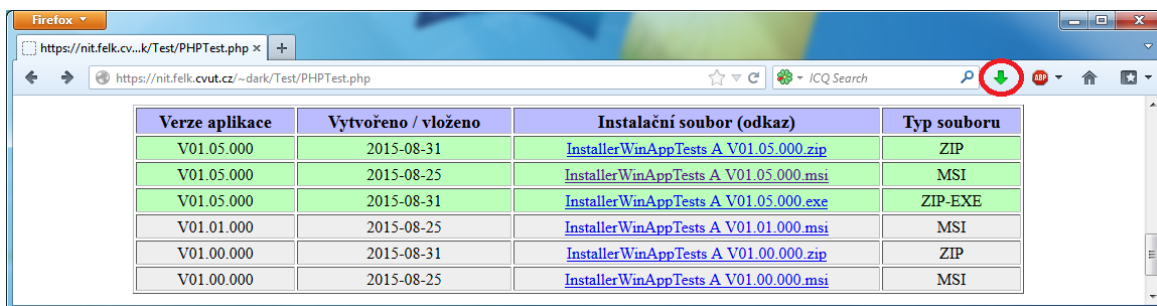 Firefox
https://nit.felk.cv...k/Test/PHPTest.php × +
https://nit.felk.cvut.cz/~dark/Test/PHPTest.php ICQ Search ABP
Verze aplikace Vytvořeno / vloženo Instalační soubor (odkaz) Typ souboru
V01.05.000 2015-08-31 InstallerWinAppTests A V01.05.000.zip ZIP
V01.05.000 2015-08-25 InstallerWinAppTests A V01.05.000.msi MSI
V01.05.000 2015-08-31 InstallerWinAppTests A V01.05.000.exe ZIP-EXE
V01.01.000 2015-08-25 InstallerWinAppTests A V01.01.000.msi MSI
V01.00.000 2015-08-31 InstallerWinAppTests A V01.00.000.zip ZIP
V01.00.000 2015-08-25 InstallerWinAppTests A V01.00.000.msi MSI